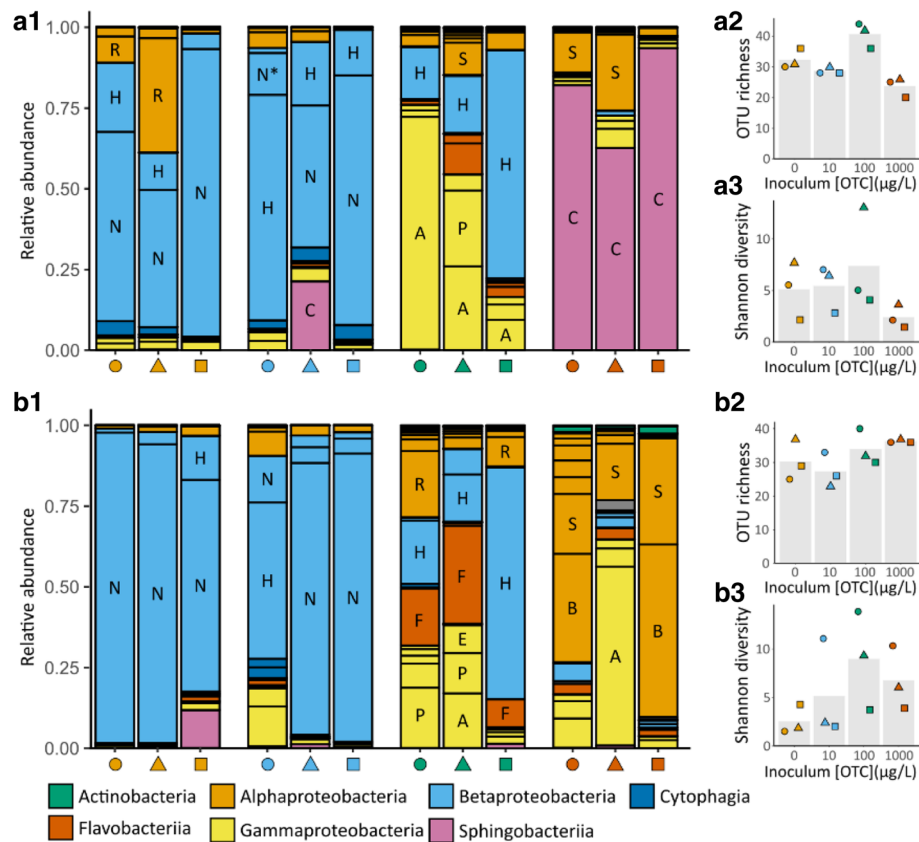 a1
Relative abundance
1.00
0.75
0.50
0.25
0.00
R
H
N
R
H
N
N
N*
H
H
N
C
H
N
H
A
S
H
P
A
H
A
S
C
S
C
C
a2
OTU richness
40
30
20
10
0
0 10 100 1000
Inoculum [OTC](µg/L)
a3
Shannon diversity
10
5
0
0 10 100 1000
Inoculum [OTC](µg/L)
b1
Relative abundance
1.00
0.75
0.50
0.25
0.00
N
N
H
N
N
H
N
N
R
H
F
P
H
F
E
P
A
R
H
F
S
B
S
A
S
B
b2
OTU richness
40
30
20
10
0
0 10 100 1000
Inoculum [OTC](µg/L)
b3
Shannon diversity
10
5
0
0 10 100 1000
Inoculum [OTC](µg/L)
Actinobacteria Alphaproteobacteria Betaproteobacteria Cytophagia
Flavobacteriia Gammaproteobacteria Sphingobacteriia